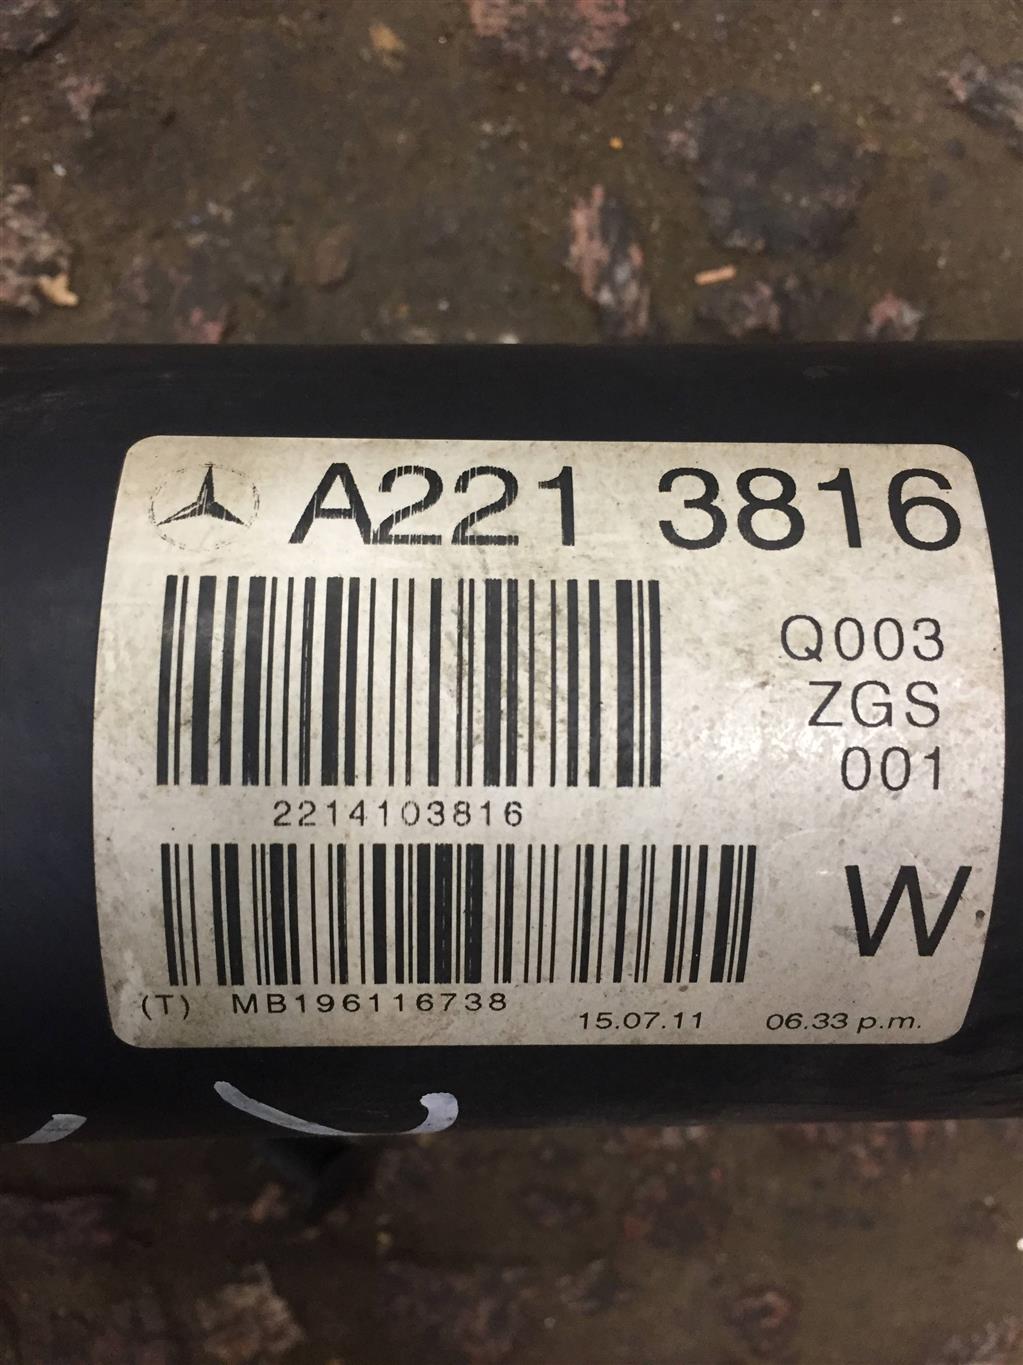 A221 3816
Q003
ZGS
001
2214103816
W
(T) MB196116738
15.07.11 06.33 p.m.